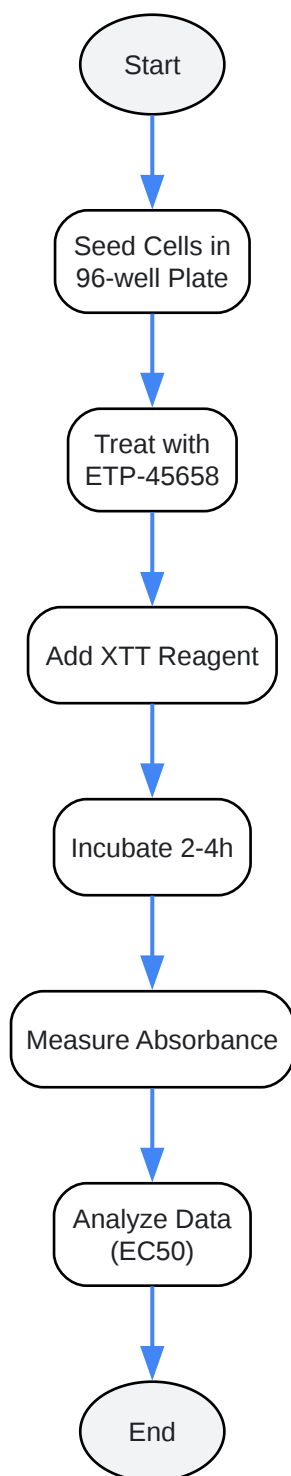 Start
Seed Cells in
96-well Plate
Treat with
ETP-45658
Add XTT Reagent
Incubate 2-4h
Measure Absorbance
Analyze Data
(EC50)
End